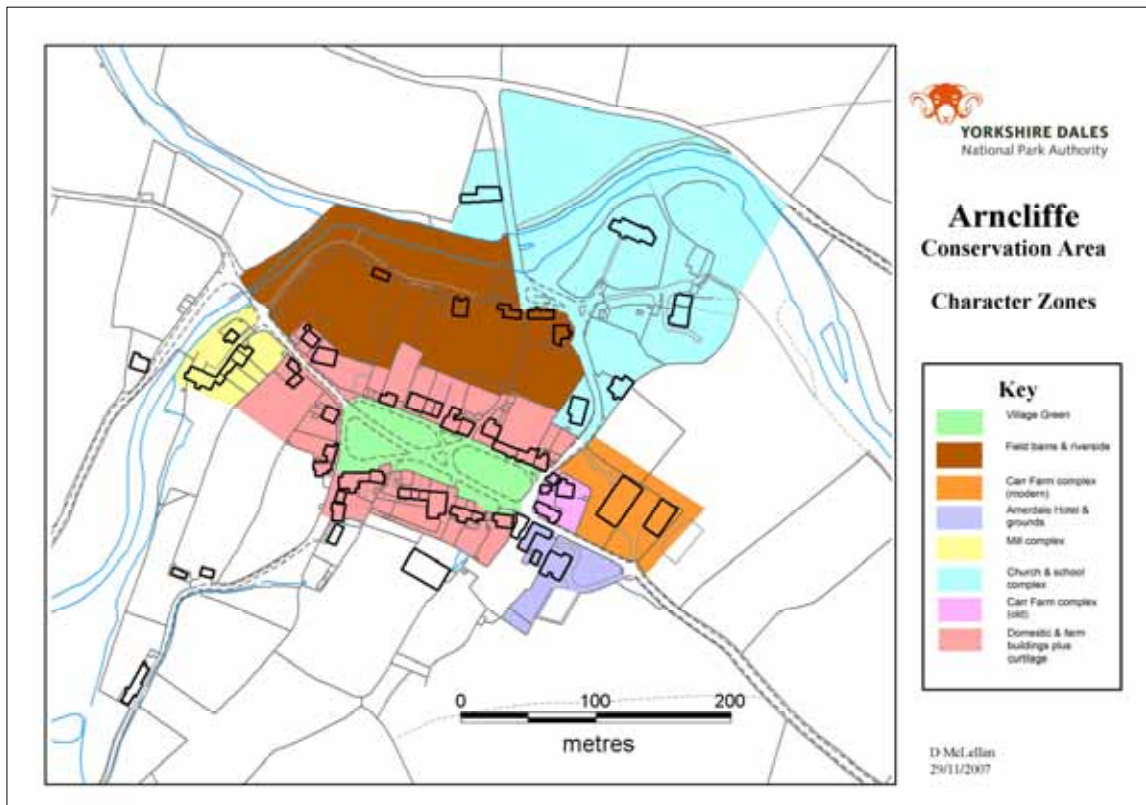 YORKSHIRE DALES
National Park Authority
Arncliffe
Conservation Area
Character Zones
Key
Village Green
Field barns & riverside
Carr Farm complex
(modern)
Amerdale Hotel &
grounds
Mill complex
Church & school
complex
Carr Farm complex
(old)
Domestic & farm
buildings plus
curtilage
0 100 200
metres
D McLellan
29/11/2007